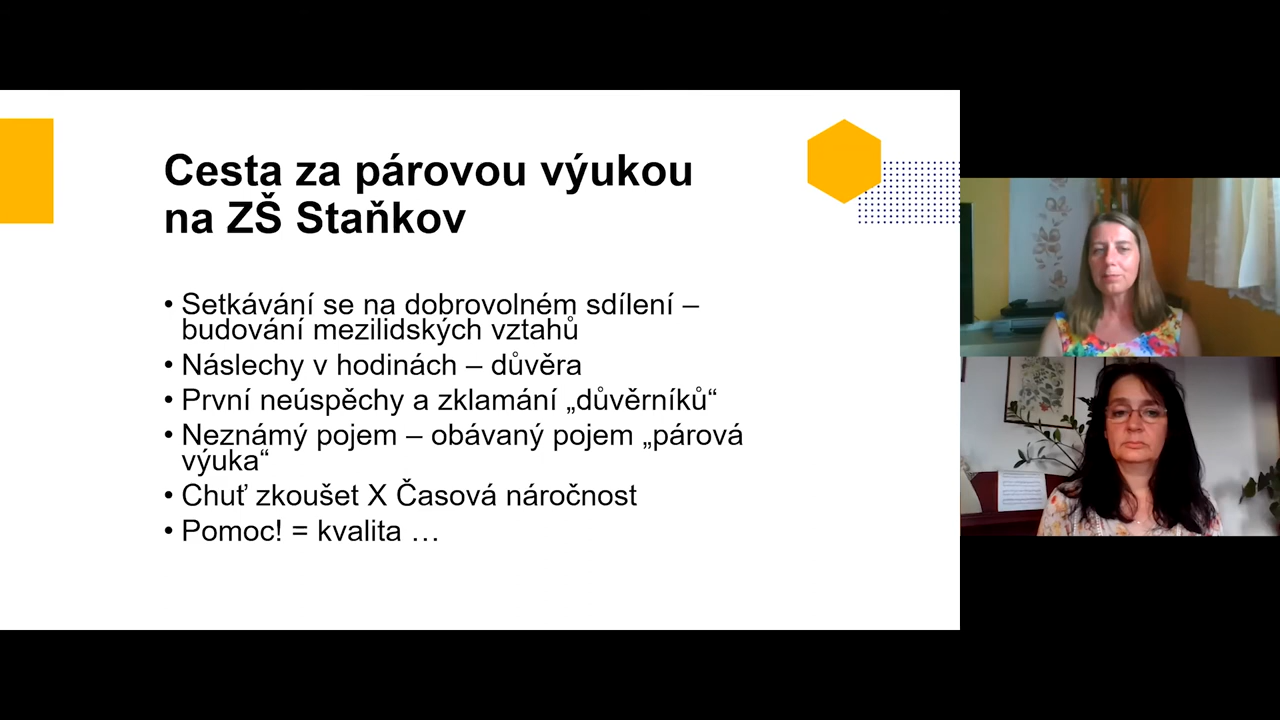 Cesta za párovou výukou
na ZŠ Staňkov
• Setkávání se na dobrovolném sdílení –
budování mezilidských vztahů
• Náslechy v hodinách – důvěra
• První neúspěchy a zklamání „důvěrníků“
• Neznámý pojem – obávaný pojem „párová
výuka“
• Chuť zkoušet X Časová náročnost
• Pomoc! = kvalita …